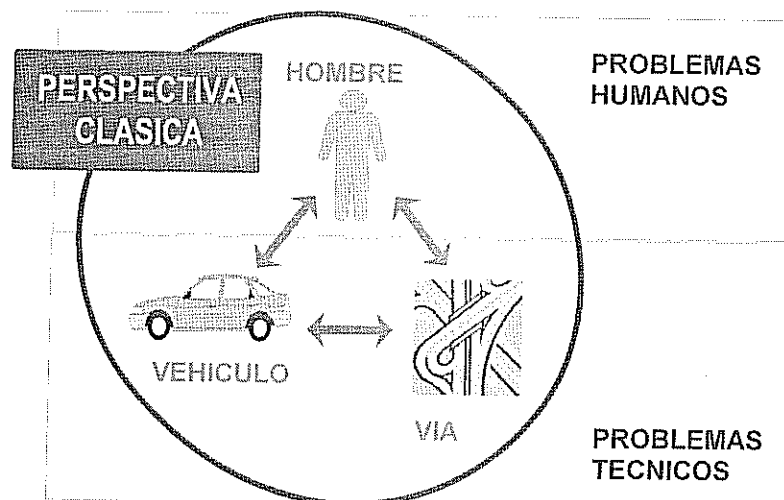 PERSPECTIVA
CLASICA
HOMBRE
PROBLEMAS
HUMANOS
VEHICULO
VIA
PROBLEMAS
TECNICOS